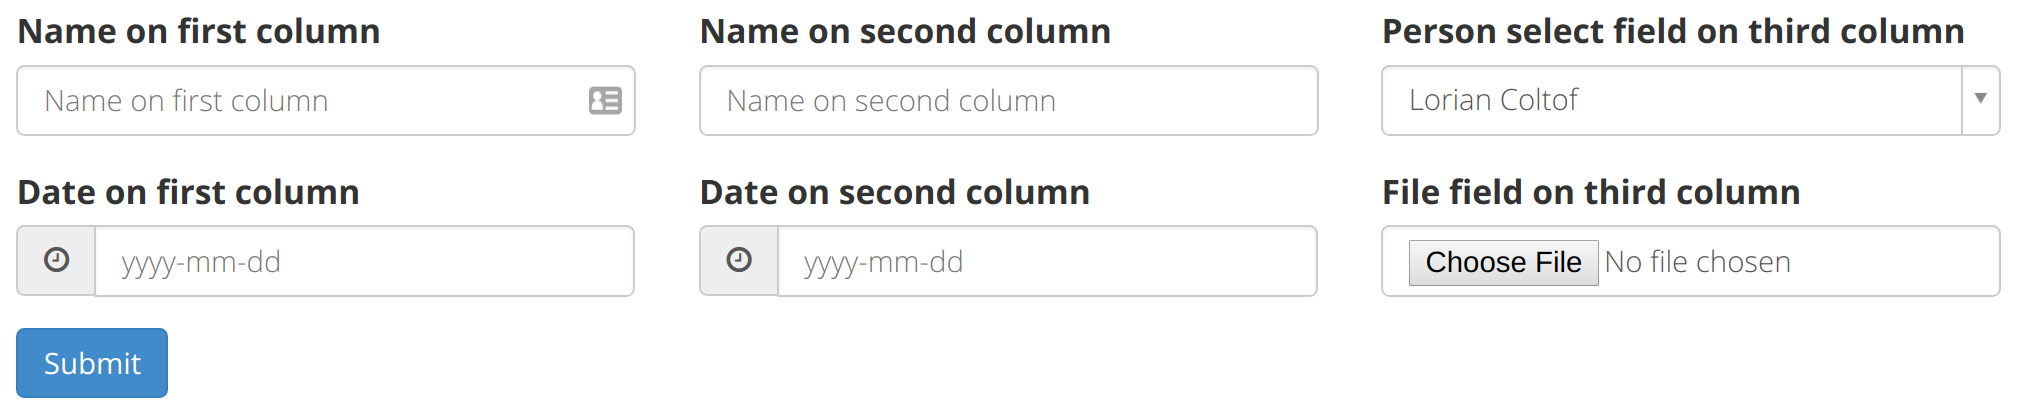 Name on first column Name on second column Person select field on third column
Name on first column Name on second column Lorian Coltof
Date on first column Date on second column File field on third column
yyyy-mm-dd yyyy-mm-dd Choose File No file chosen
Submit